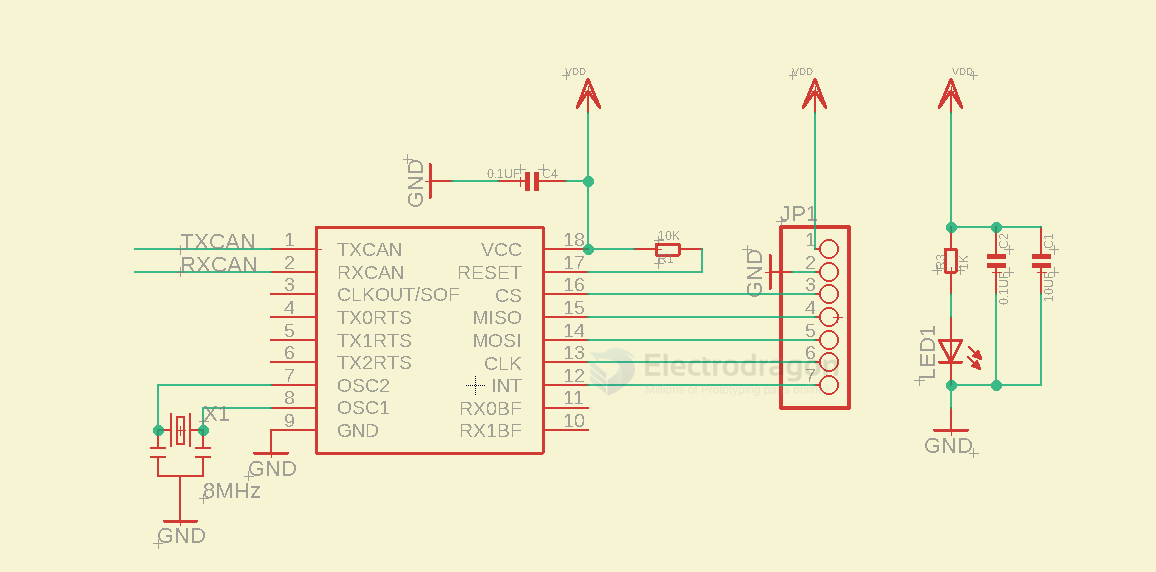 VDD
VDD
VDD
GND
0.1UF
C4
JP1
TXCAN
1
TXCAN
VCC
18
10K
R1
1
RXCAN
2
RXCAN
RESET
17
GND
2
3
CLKOUT/SOF
CS
16
3
4
TX0RTS
MISO
15
4
5
TX1RTS
MOSI
14
5
6
TX2RTS
CLK
13
6
7
OSC2
INT
12
7
8
OSC1
RX0BF
11
9
GND
RX1BF
10
X1
8MHz
GND
GND
Electrodragon
Millions of Prototyping parts online
R3
1K
C2
0.1UF
C1
10UF
LED1
GND